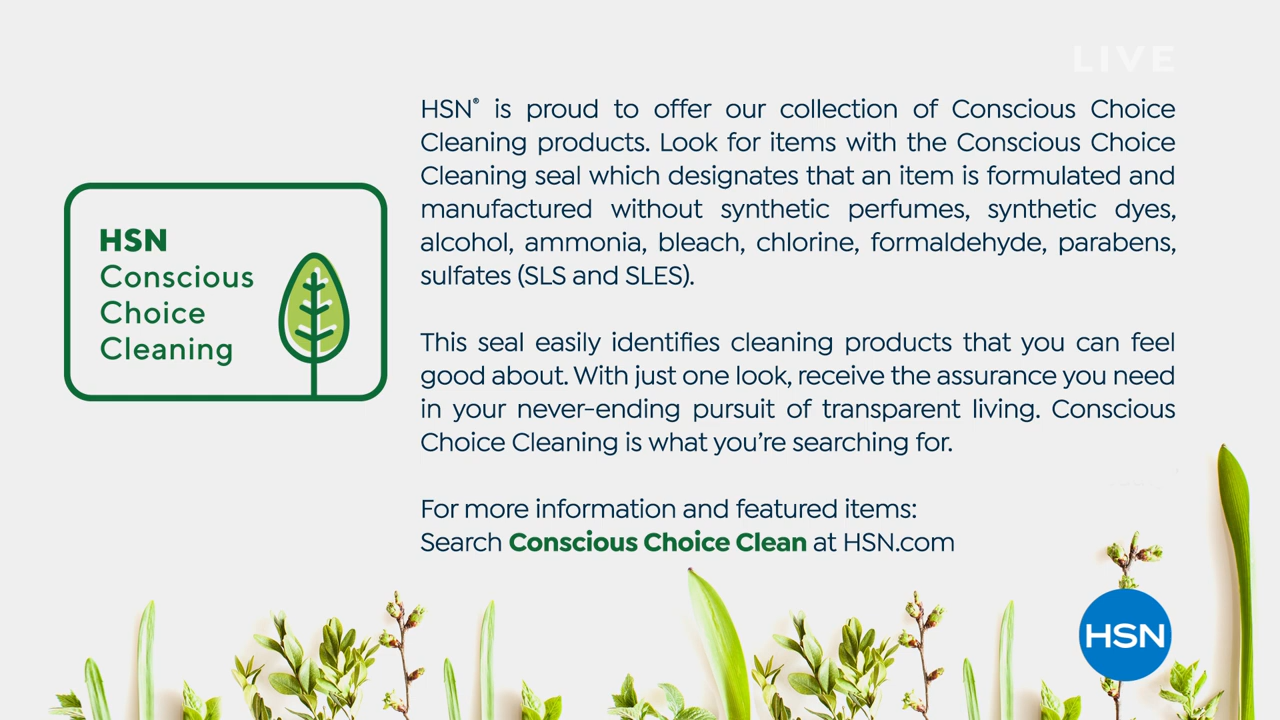 LIVE
HSN® is proud to offer our collection of Conscious Choice
Cleaning products. Look for items with the Conscious Choice
Cleaning seal which designates that an item is formulated and
manufactured without synthetic perfumes, synthetic dyes,
alcohol, ammonia, bleach, chlorine, formaldehyde, parabens,
sulfates (SLS and SLES).
HSN
Conscious
Choice
Cleaning
This seal easily identifies cleaning products that you can feel
good about. With just one look, receive the assurance you need
in your never-ending pursuit of transparent living. Conscious
Choice Cleaning is what you’re searching for.
For more information and featured items:
Search Conscious Choice Clean at HSN.com
HSN